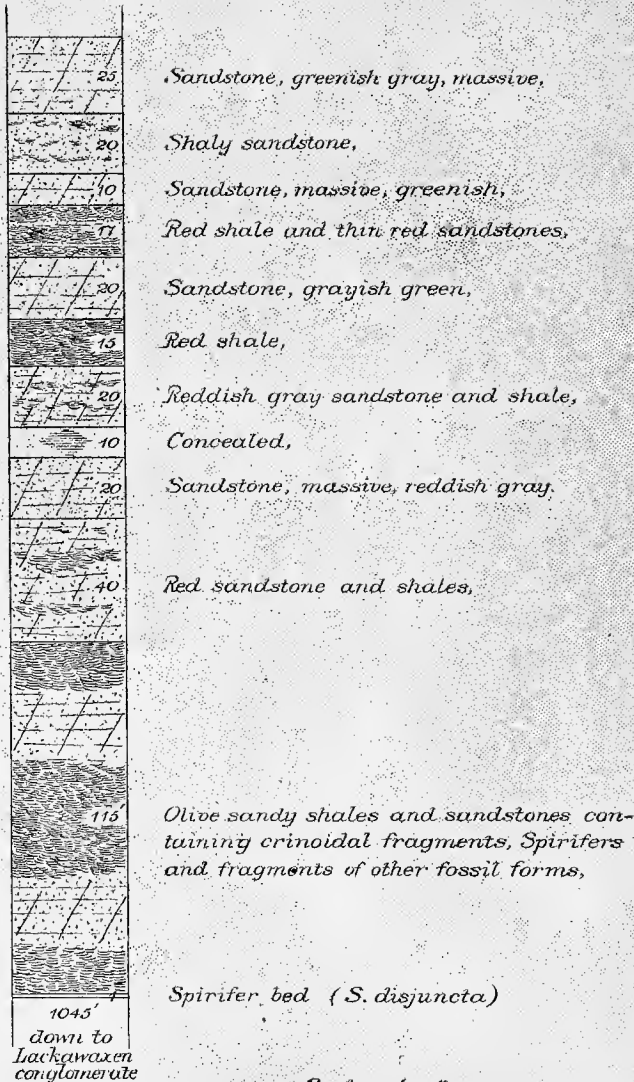 25 Sandstone, greenish gray, massive,
20 Shaly sandstone,
10 Sandstone, massive, greenish,
17 Red shale and thin red sandstones,
20 Sandstone, grayish green,
15 Red shale,
20 Reddish gray sandstone and shale,
10 Concealed,
20 Sandstone, massive, reddish gray.
40 Red sandstone and shales,
115' Olive sandy shales and sandstones con-
taining crinoidal fragments, Spirifers
and fragments of other fossil forms,
1 Spirifer bed (S. disjuncta)
1045'
down to
Lackawaxen
conglomerate